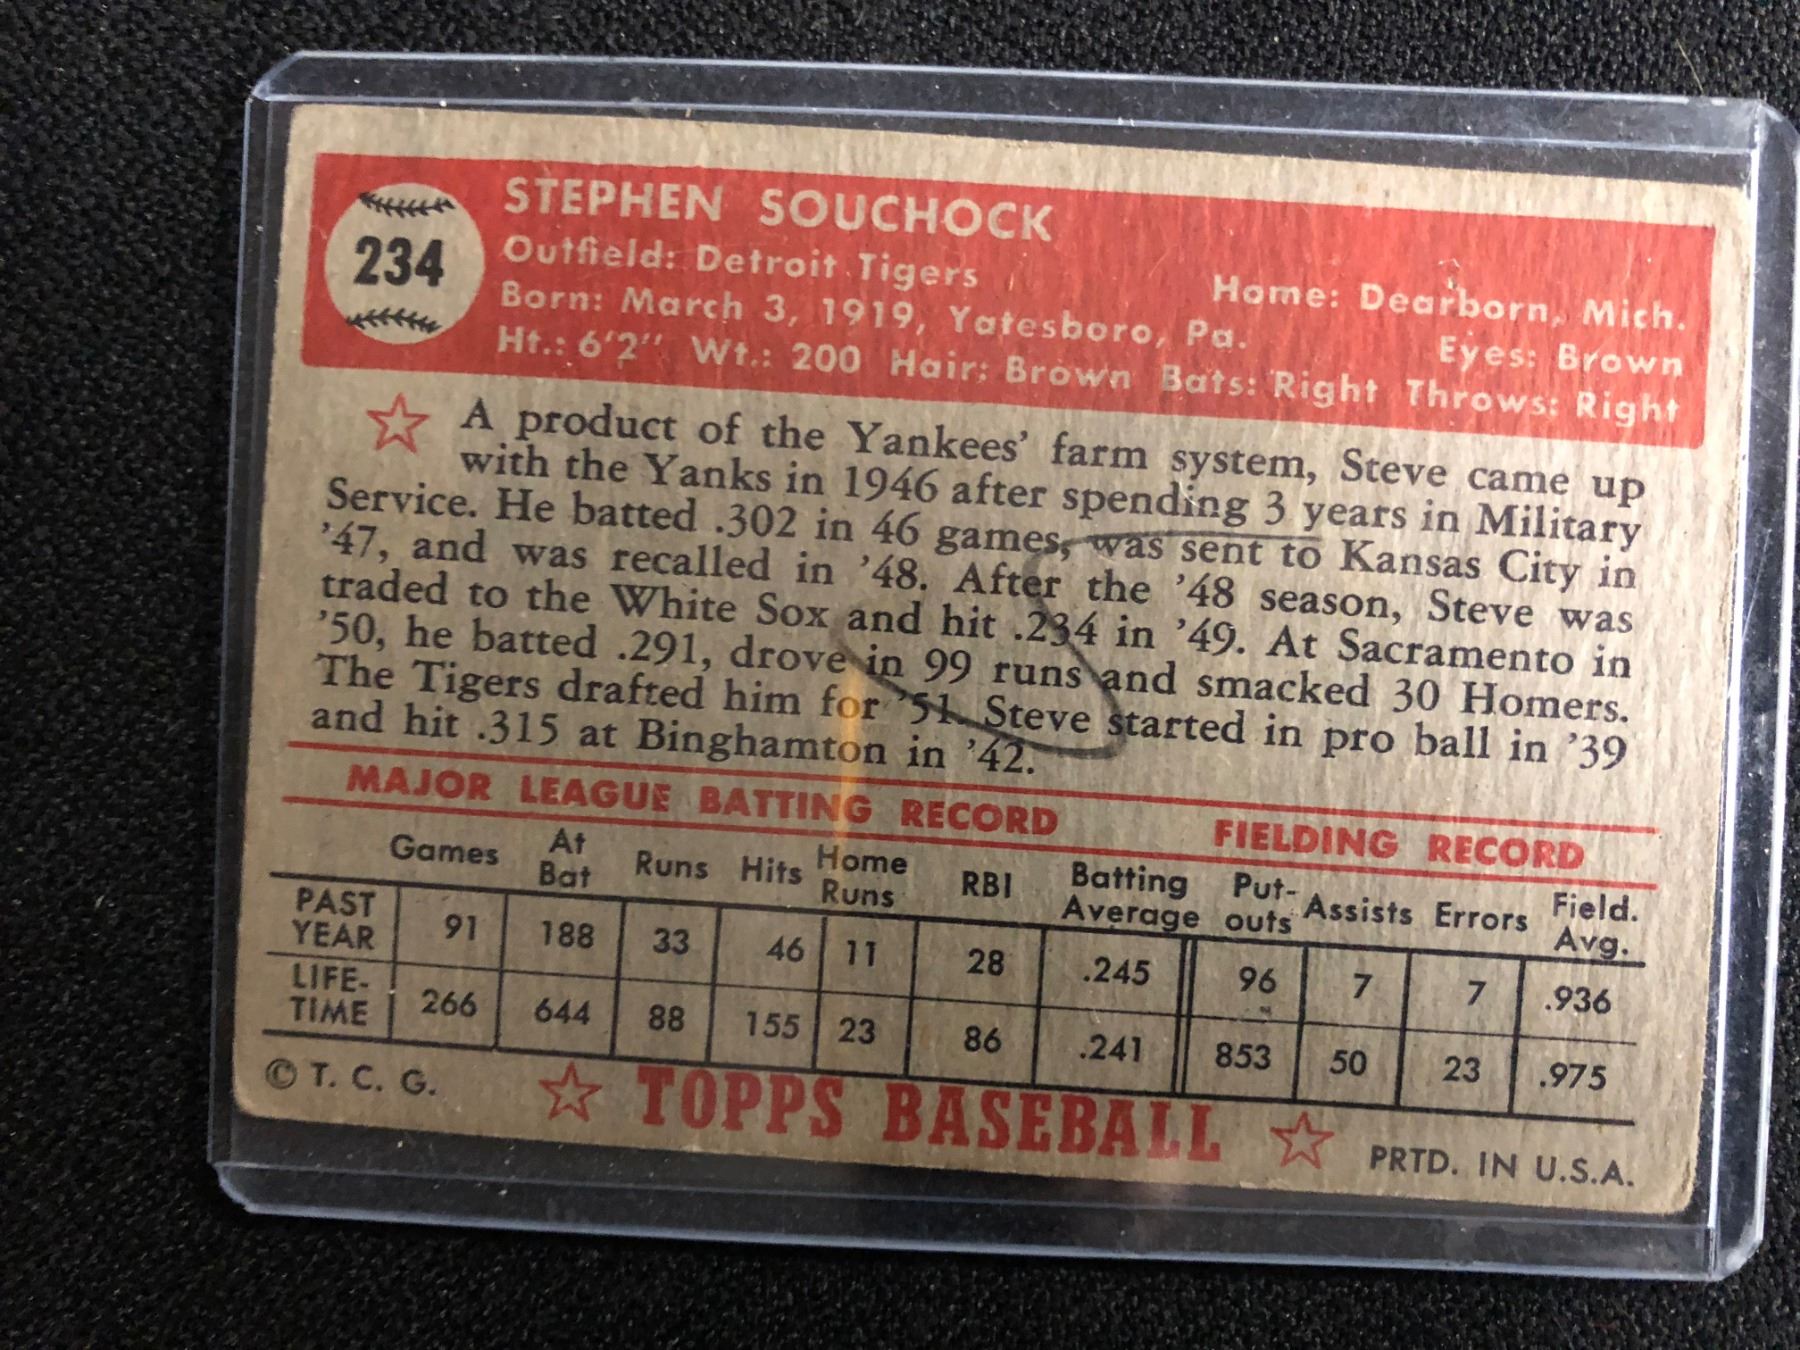 234
STEPHEN SOUCHOCK
Outfield: Detroit Tigers Home: Dearborn, Mich.
Born: March 3, 1919, Yatesboro, Pa. Eyes: Brown
Ht.: 6'2" Wt.: 200 Hair: Brown Bats: Right Throws: Right
☆ A product of the Yankees' farm system, Steve came up
with the Yanks in 1946 after spending 3 years in Military
Service. He batted .302 in 46 games, was sent to Kansas City in
'47, and was recalled in '48. After the '48 season, Steve was
traded to the White Sox and hit .234 in '49. At Sacramento in
'50, he batted .291, drove in 99 runs and smacked 30 Homers.
The Tigers drafted him for '51. Steve started in pro ball in '39
and hit .315 at Binghamton in '42.
MAJOR LEAGUE BATTING RECORD FIELDING RECORD
Games At Bat Runs Hits Home Runs RBI Batting Average Put-outs Assists Errors Field. Avg.
PAST YEAR 91 188 33 46 11 28 .245 96 7 7 .936
LIFE-TIME 266 644 88 155 23 86 .241 853 50 23 .975
© T. C. G. ☆ TOPPS BASEBALL ☆ PRTD. IN U.S.A.
5